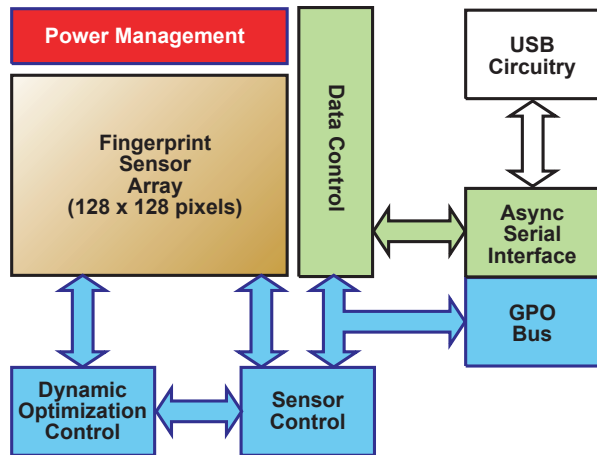 Power Management
Fingerprint
Sensor
Array
(128 x 128 pixels)
Data Control
USB
Circuitry
Async
Serial
Interface
GPO
Bus
Dynamic
Optimization
Control
Sensor
Control